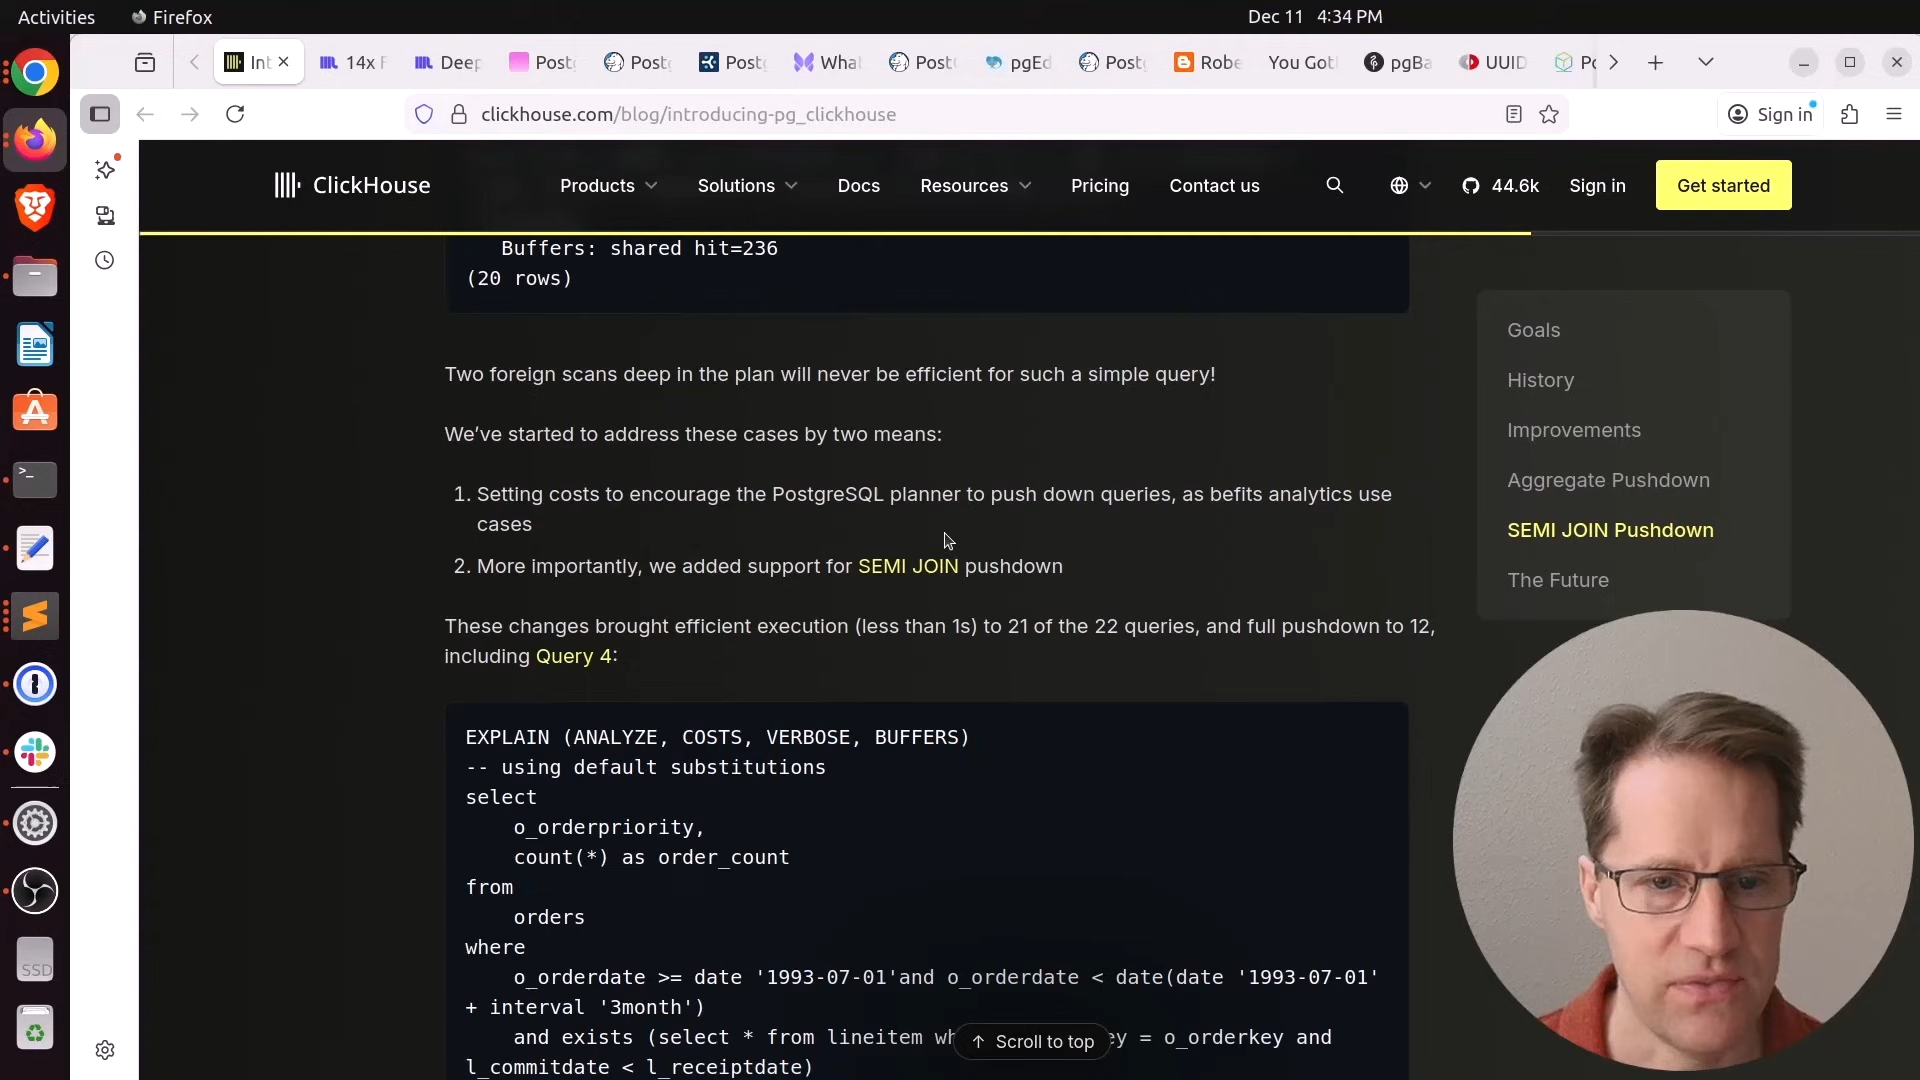 Activities
Firefox
Dec 11 4:34 PM
Int
14x F
Deep
Postg
Postg
Postg
What
Post
pgEd
Postg
Robe
You Got
pgBa
UUID
Po
clickhouse.com/blog/introducing-pg_clickhouse
Sign in
ClickHouse
Products
Solutions
Docs
Resources
Pricing
Contact us
44.6k
Sign in
Get started
Buffers: shared hit=236
(20 rows)
Two foreign scans deep in the plan will never be efficient for such a simple query!
We’ve started to address these cases by two means:
1. Setting costs to encourage the PostgreSQL planner to push down queries, as befits analytics use
cases
2. More importantly, we added support for SEMI JOIN pushdown
These changes brought efficient execution (less than 1s) to 21 of the 22 queries, and full pushdown to 12,
including Query 4:
EXPLAIN (ANALYZE, COSTS, VERBOSE, BUFFERS)
-- using default substitutions
select
o_orderpriority,
count(*) as order_count
from
orders
where
o_orderdate >= date '1993-07-01'and o_orderdate < date(date '1993-07-01'
+ interval '3month')
and exists (select * from lineitem wh ey = o_orderkey and
l_commitdate < l_receiptdate)
Scroll to top
Goals
History
Improvements
Aggregate Pushdown
SEMI JOIN Pushdown
The Future
SSD